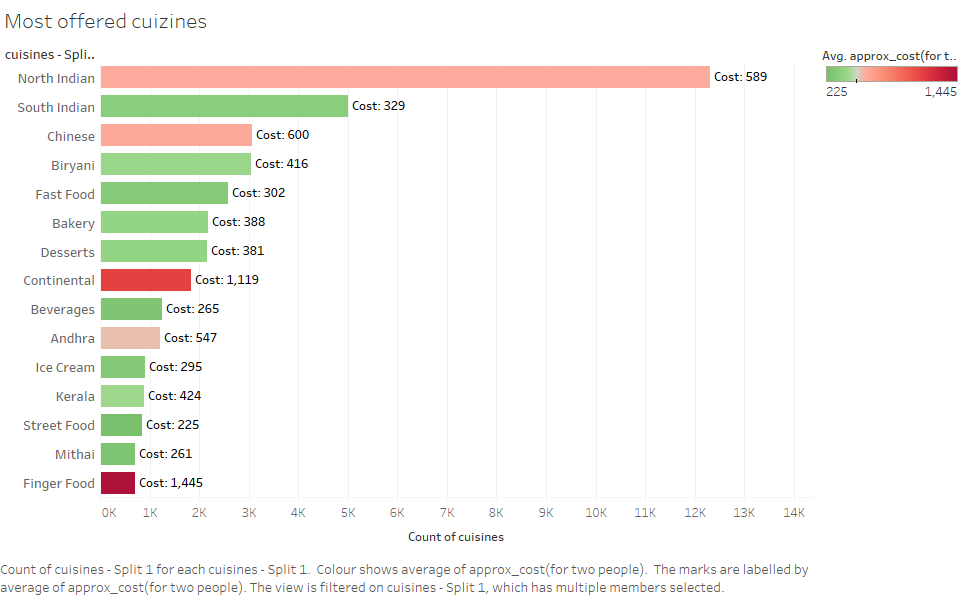 Most offered cuizines
cuisines - Spli..
Avg. approx_cost(for t..
225 1,445
North Indian Cost: 589
South Indian Cost: 329
Chinese Cost: 600
Biryani Cost: 416
Fast Food Cost: 302
Bakery Cost: 388
Desserts Cost: 381
Continental Cost: 1,119
Beverages Cost: 265
Andhra Cost: 547
Ice Cream Cost: 295
Kerala Cost: 424
Street Food Cost: 225
Mithai Cost: 261
Finger Food Cost: 1,445
0K 1K 2K 3K 4K 5K 6K 7K 8K 9K 10K 11K 12K 13K 14K
Count of cuisines
Count of cuisines - Split 1 for each cuisines - Split 1.  Colour shows average of approx_cost(for two people).  The marks are labelled by
average of approx_cost(for two people). The view is filtered on cuisines - Split 1, which has multiple members selected.